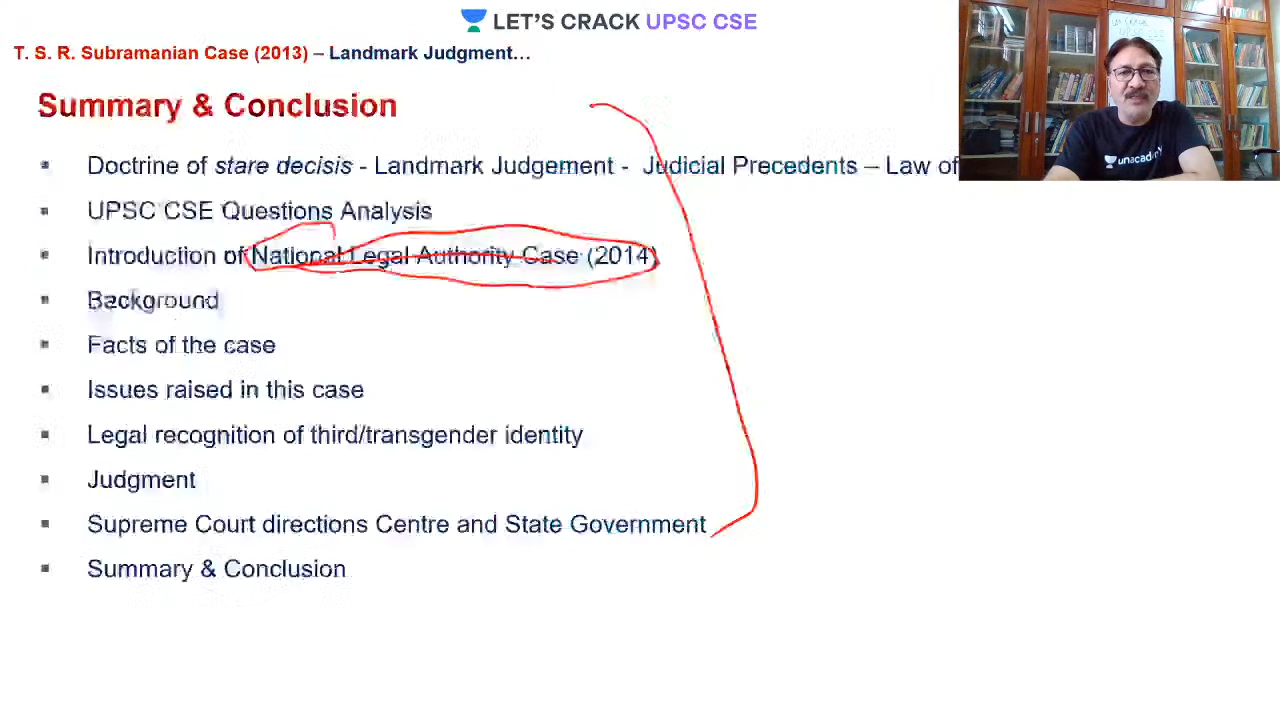 LET'S CRACK UPSC CSE
T. S. R. Subramanian Case (2013) – Landmark Judgment…
Summary & Conclusion
▪ Doctrine of stare decisis - Landmark Judgement - Judicial Precedents – Law of
▪ UPSC CSE Questions Analysis
▪ Introduction of National Legal Authority Case (2014)
▪ Background
▪ Facts of the case
▪ Issues raised in this case
▪ Legal recognition of third/transgender identity
▪ Judgment
▪ Supreme Court directions Centre and State Government
▪ Summary & Conclusion
unacademy